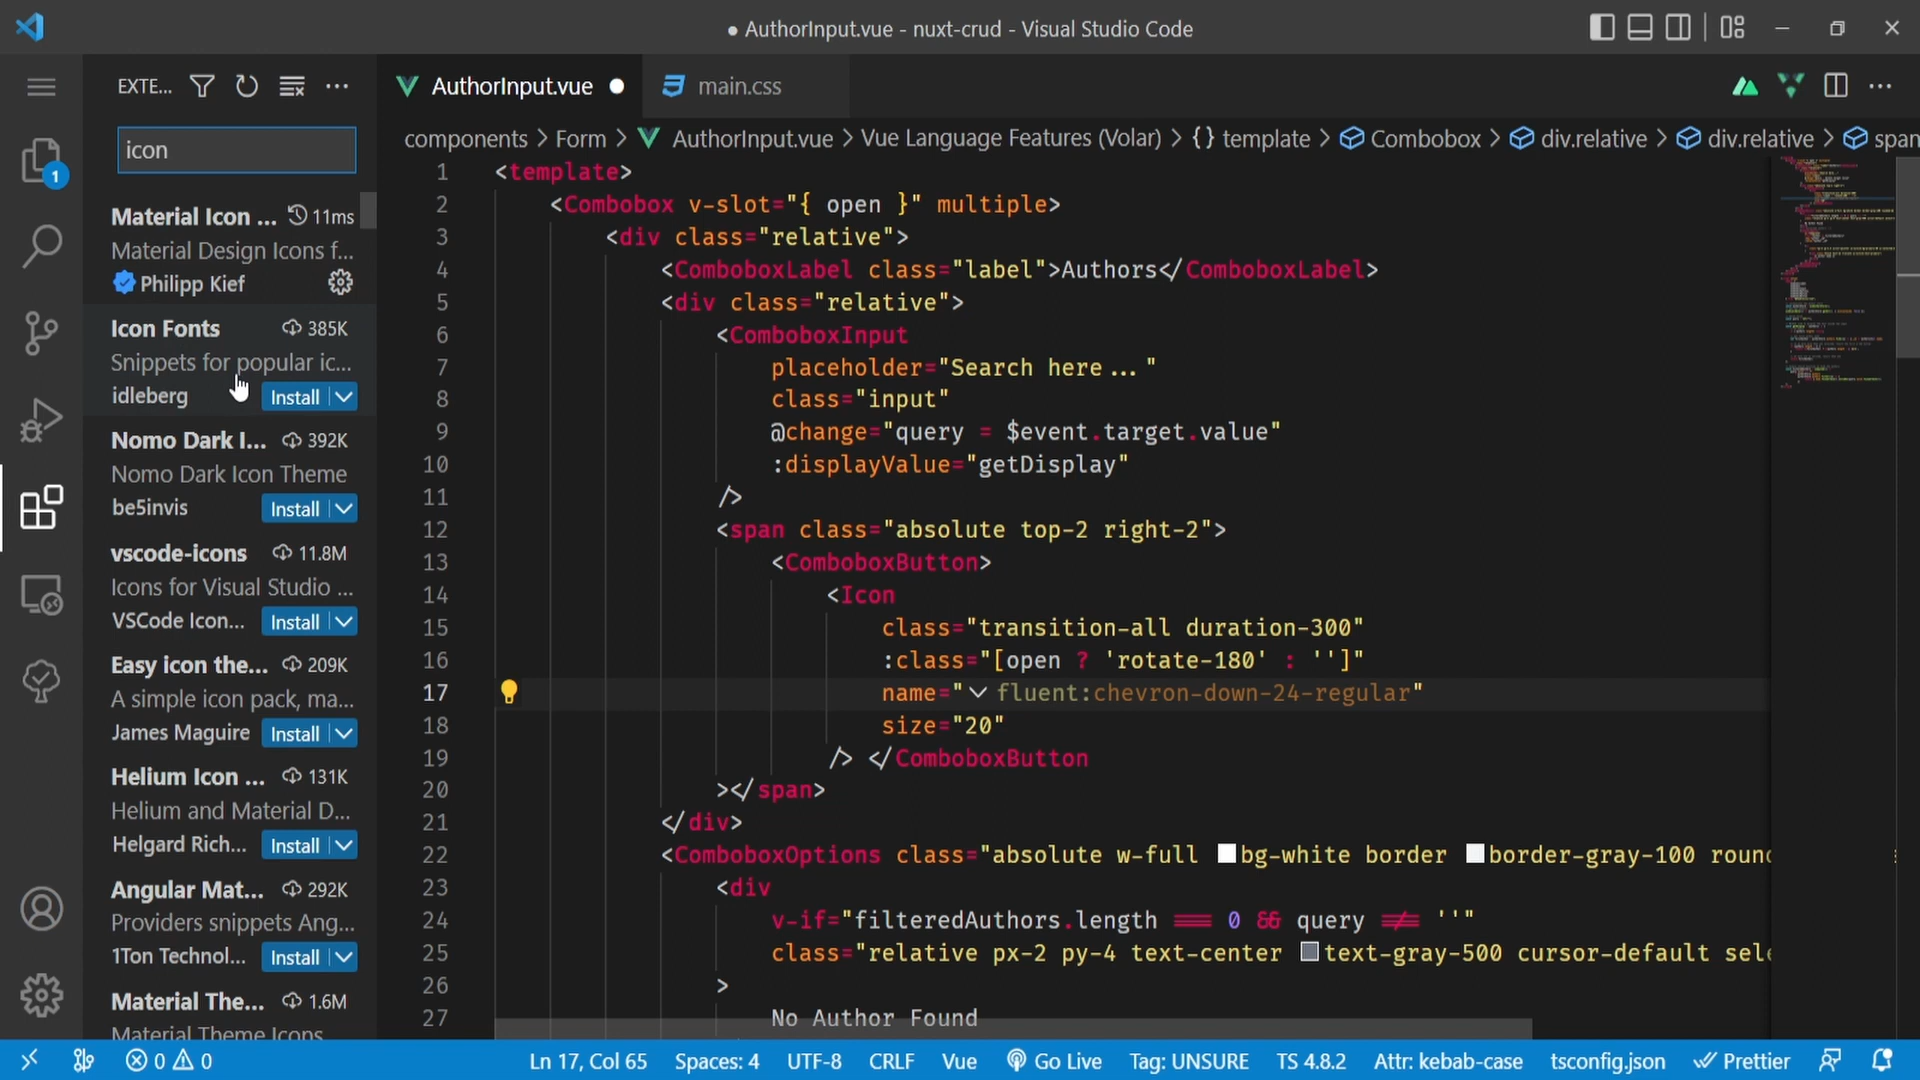 ● AuthorInput.vue - nuxt-crud - Visual Studio Code
EXTE...
icon
Material Icon ... 11ms
Material Design Icons f...
Philipp Kief
Icon Fonts 385K
Snippets for popular ic...
idleberg Install
Nomo Dark I... 392K
Nomo Dark Icon Theme
be5invis Install
vscode-icons 11.8M
Icons for Visual Studio ...
VSCode Icon... Install
Easy icon the... 209K
A simple icon pack, ma...
James Maguire Install
Helium Icon ... 131K
Helium and Material D...
Helgard Rich... Install
Angular Mat... 292K
Providers snippets Ang...
1Ton Technol... Install
Material The... 1.6M
Material Theme Icons
1
AuthorInput.vue ● main.css
components > Form > AuthorInput.vue > Vue Language Features (Volar) > {} template > Combobox > div.relative > div.relative > span
1 <template>
2 <Combobox v-slot="{ open }" multiple>
3 <div class="relative">
4 <ComboboxLabel class="label">Authors</ComboboxLabel>
5 <div class="relative">
6 <ComboboxInput
7 placeholder="Search here..."
8 class="input"
9 @change="query = $event.target.value"
10 :displayValue="getDisplay"
11 />
12 <span class="absolute top-2 right-2">
13 <ComboboxButton>
14 <Icon
15 class="transition-all duration-300"
16 :class="[open ? 'rotate-180' : '']"
17 name="fluent:chevron-down-24-regular"
18 size="20"
19 /> </ComboboxButton
20 ></span>
21 </div>
22 <ComboboxOptions class="absolute w-full bg-white border border-gray-100 roun
23 <div
24 v-if="filteredAuthors.length === 0 && query !== ''"
25 class="relative px-2 py-4 text-center text-gray-500 cursor-default sele
26 >
27 No Author Found
0 0 Ln 17, Col 65 Spaces: 4 UTF-8 CRLF Vue Go Live Tag: UNSURE TS 4.8.2 Attr: kebab-case tsconfig.json Prettier